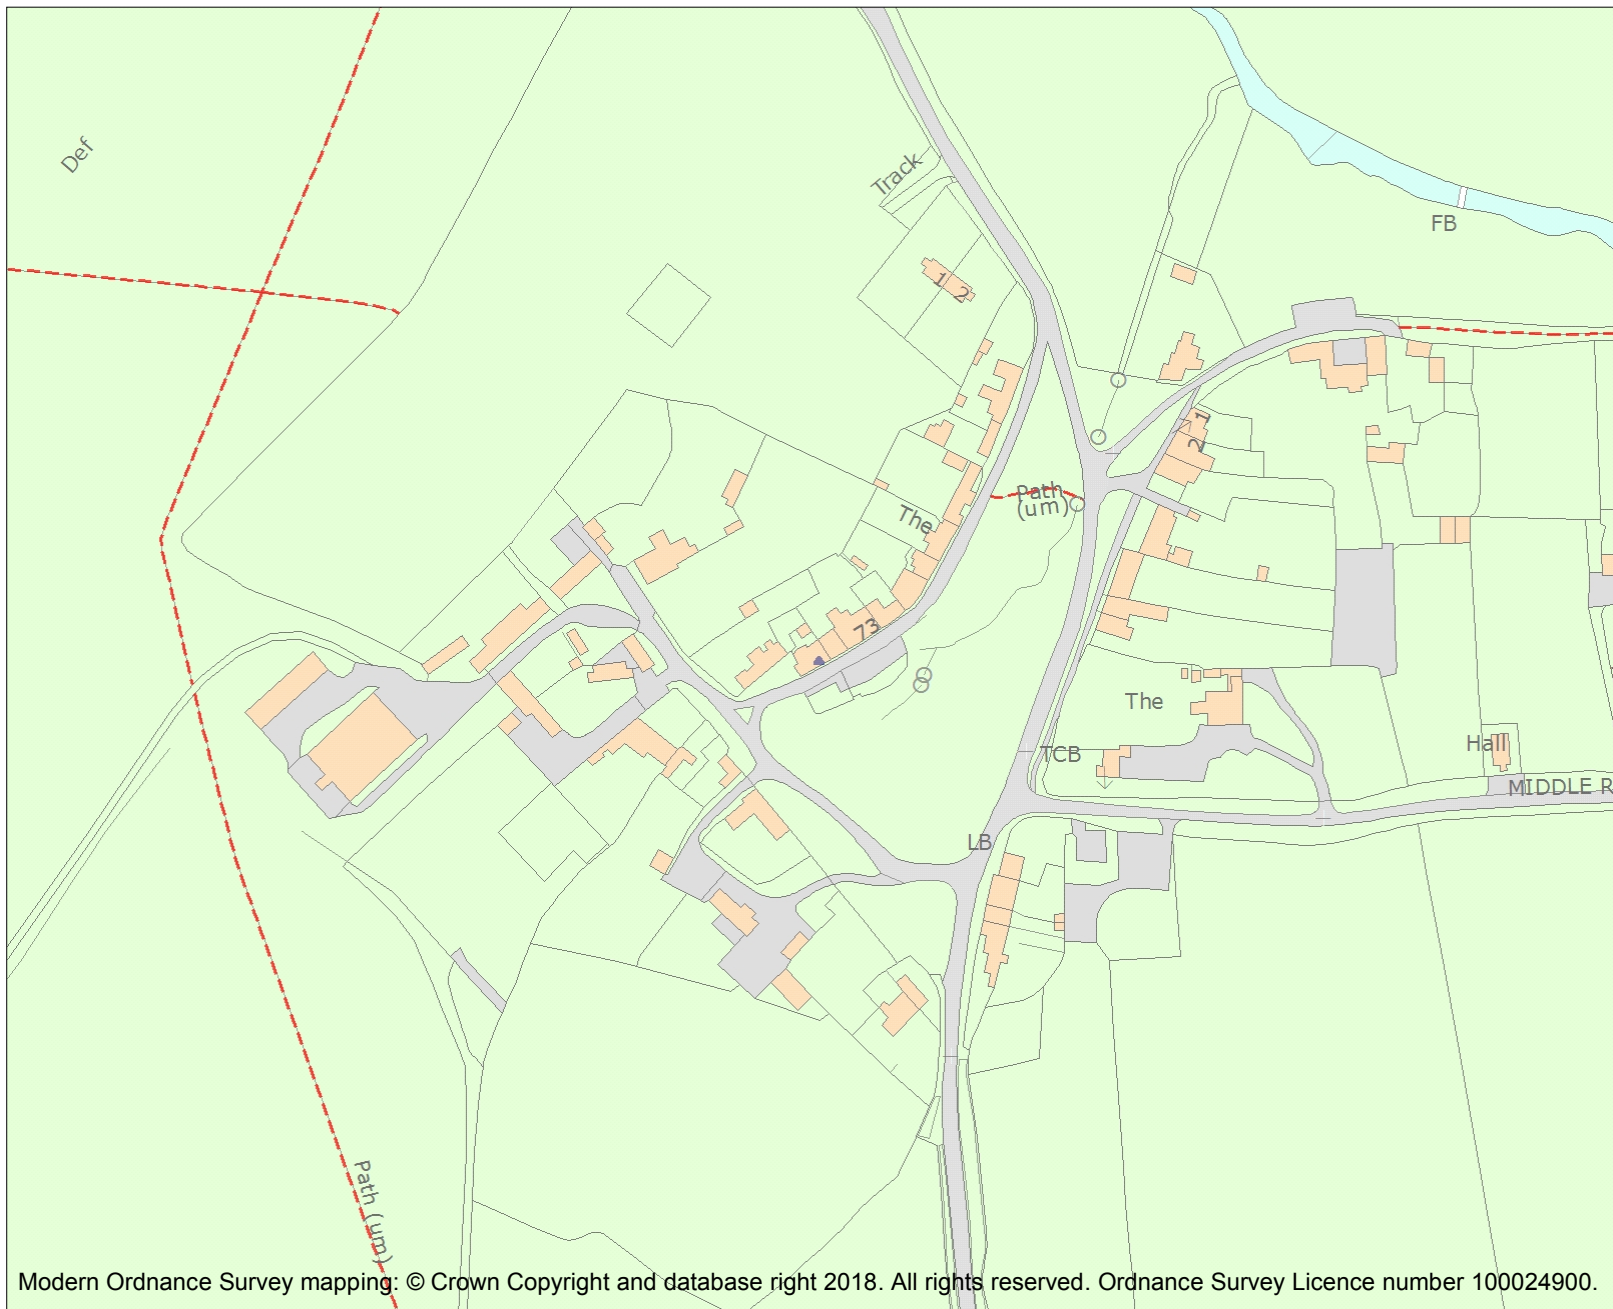 Def
Track
FB
1
2
1
2
Path
(um)
The
73
The
TCB
Hall
MIDDLE R
LB
Path (um)
Modern Ordnance Survey mapping: © Crown Copyright and database right 2018. All rights reserved. Ordnance Survey Licence number 100024900.